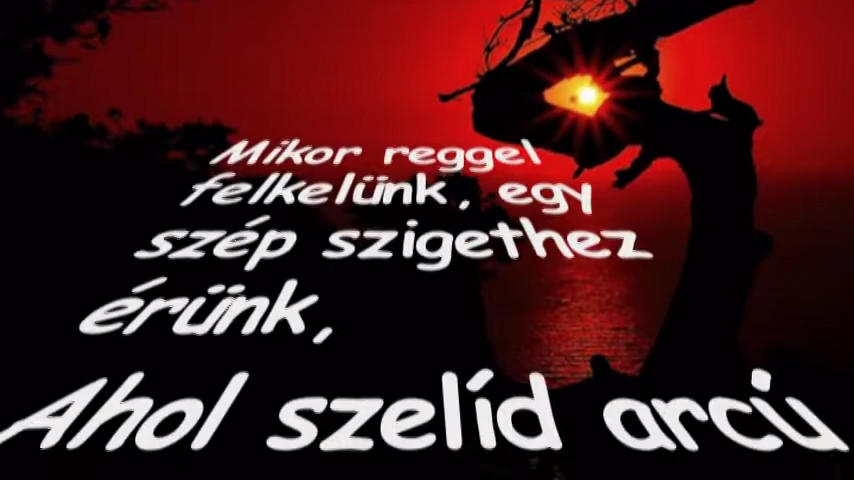 Mikor reggel
felkelünk, egy
szép szigethez
érünk,
Ahol szelíd arcú